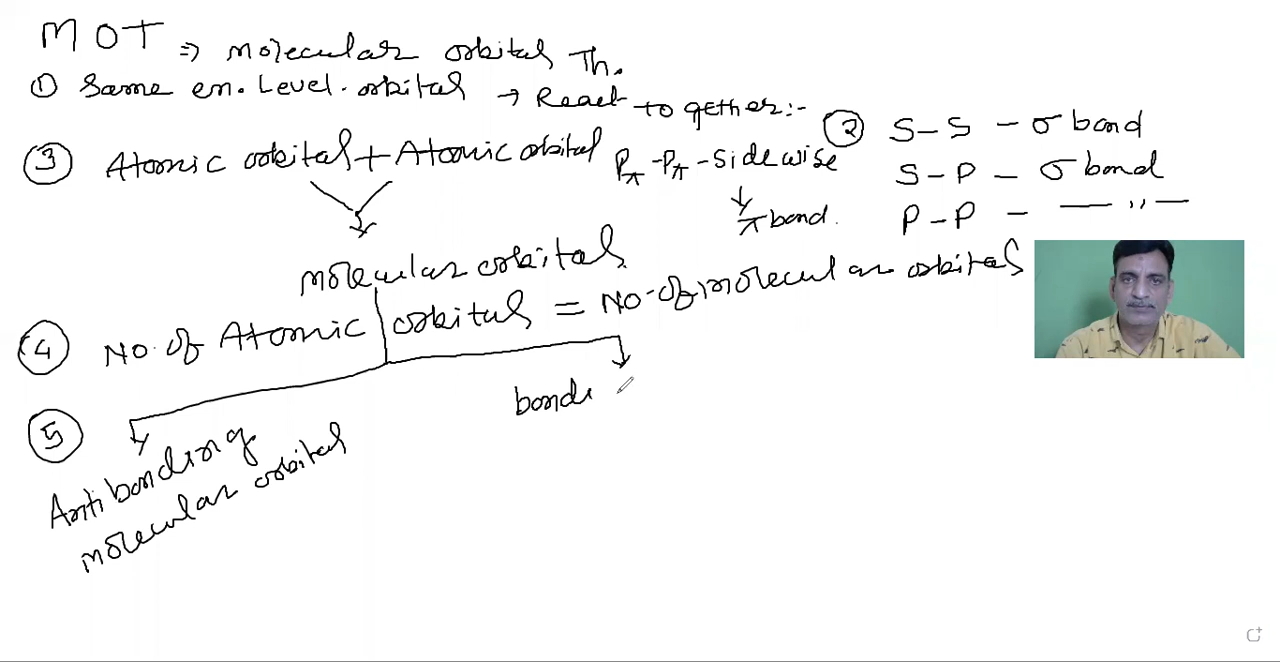 MOT => molecular orbital Th.
① Same en. Level. orbital → React together:-
② S-S - σ bond
S-P - σ bond
P-P - —— ,, ——
③ Atomic orbital + Atomic orbital
Pπ-Pπ - sidewise
π bond.
molecular orbital.
④ No. of Atomic orbital = No. of molecular orbital
⑤
Antibonding
molecular orbital
bondi